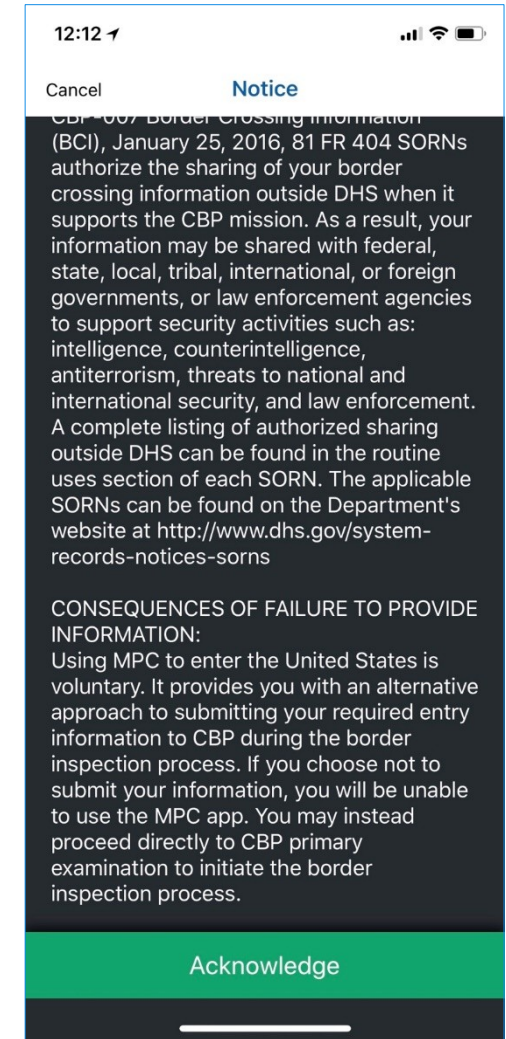 12:12
Cancel
Notice
CBP-007 Border Crossing Information
(BCI), January 25, 2016, 81 FR 404 SORNs
authorize the sharing of your border
crossing information outside DHS when it
supports the CBP mission. As a result, your
information may be shared with federal,
state, local, tribal, international, or foreign
governments, or law enforcement agencies
to support security activities such as:
intelligence, counterintelligence,
antiterrorism, threats to national and
international security, and law enforcement.
A complete listing of authorized sharing
outside DHS can be found in the routine
uses section of each SORN. The applicable
SORNs can be found on the Department's
website at http://www.dhs.gov/system-
records-notices-sorns
CONSEQUENCES OF FAILURE TO PROVIDE
INFORMATION:
Using MPC to enter the United States is
voluntary. It provides you with an alternative
approach to submitting your required entry
information to CBP during the border
inspection process. If you choose not to
submit your information, you will be unable
to use the MPC app. You may instead
proceed directly to CBP primary
examination to initiate the border
inspection process.
Acknowledge